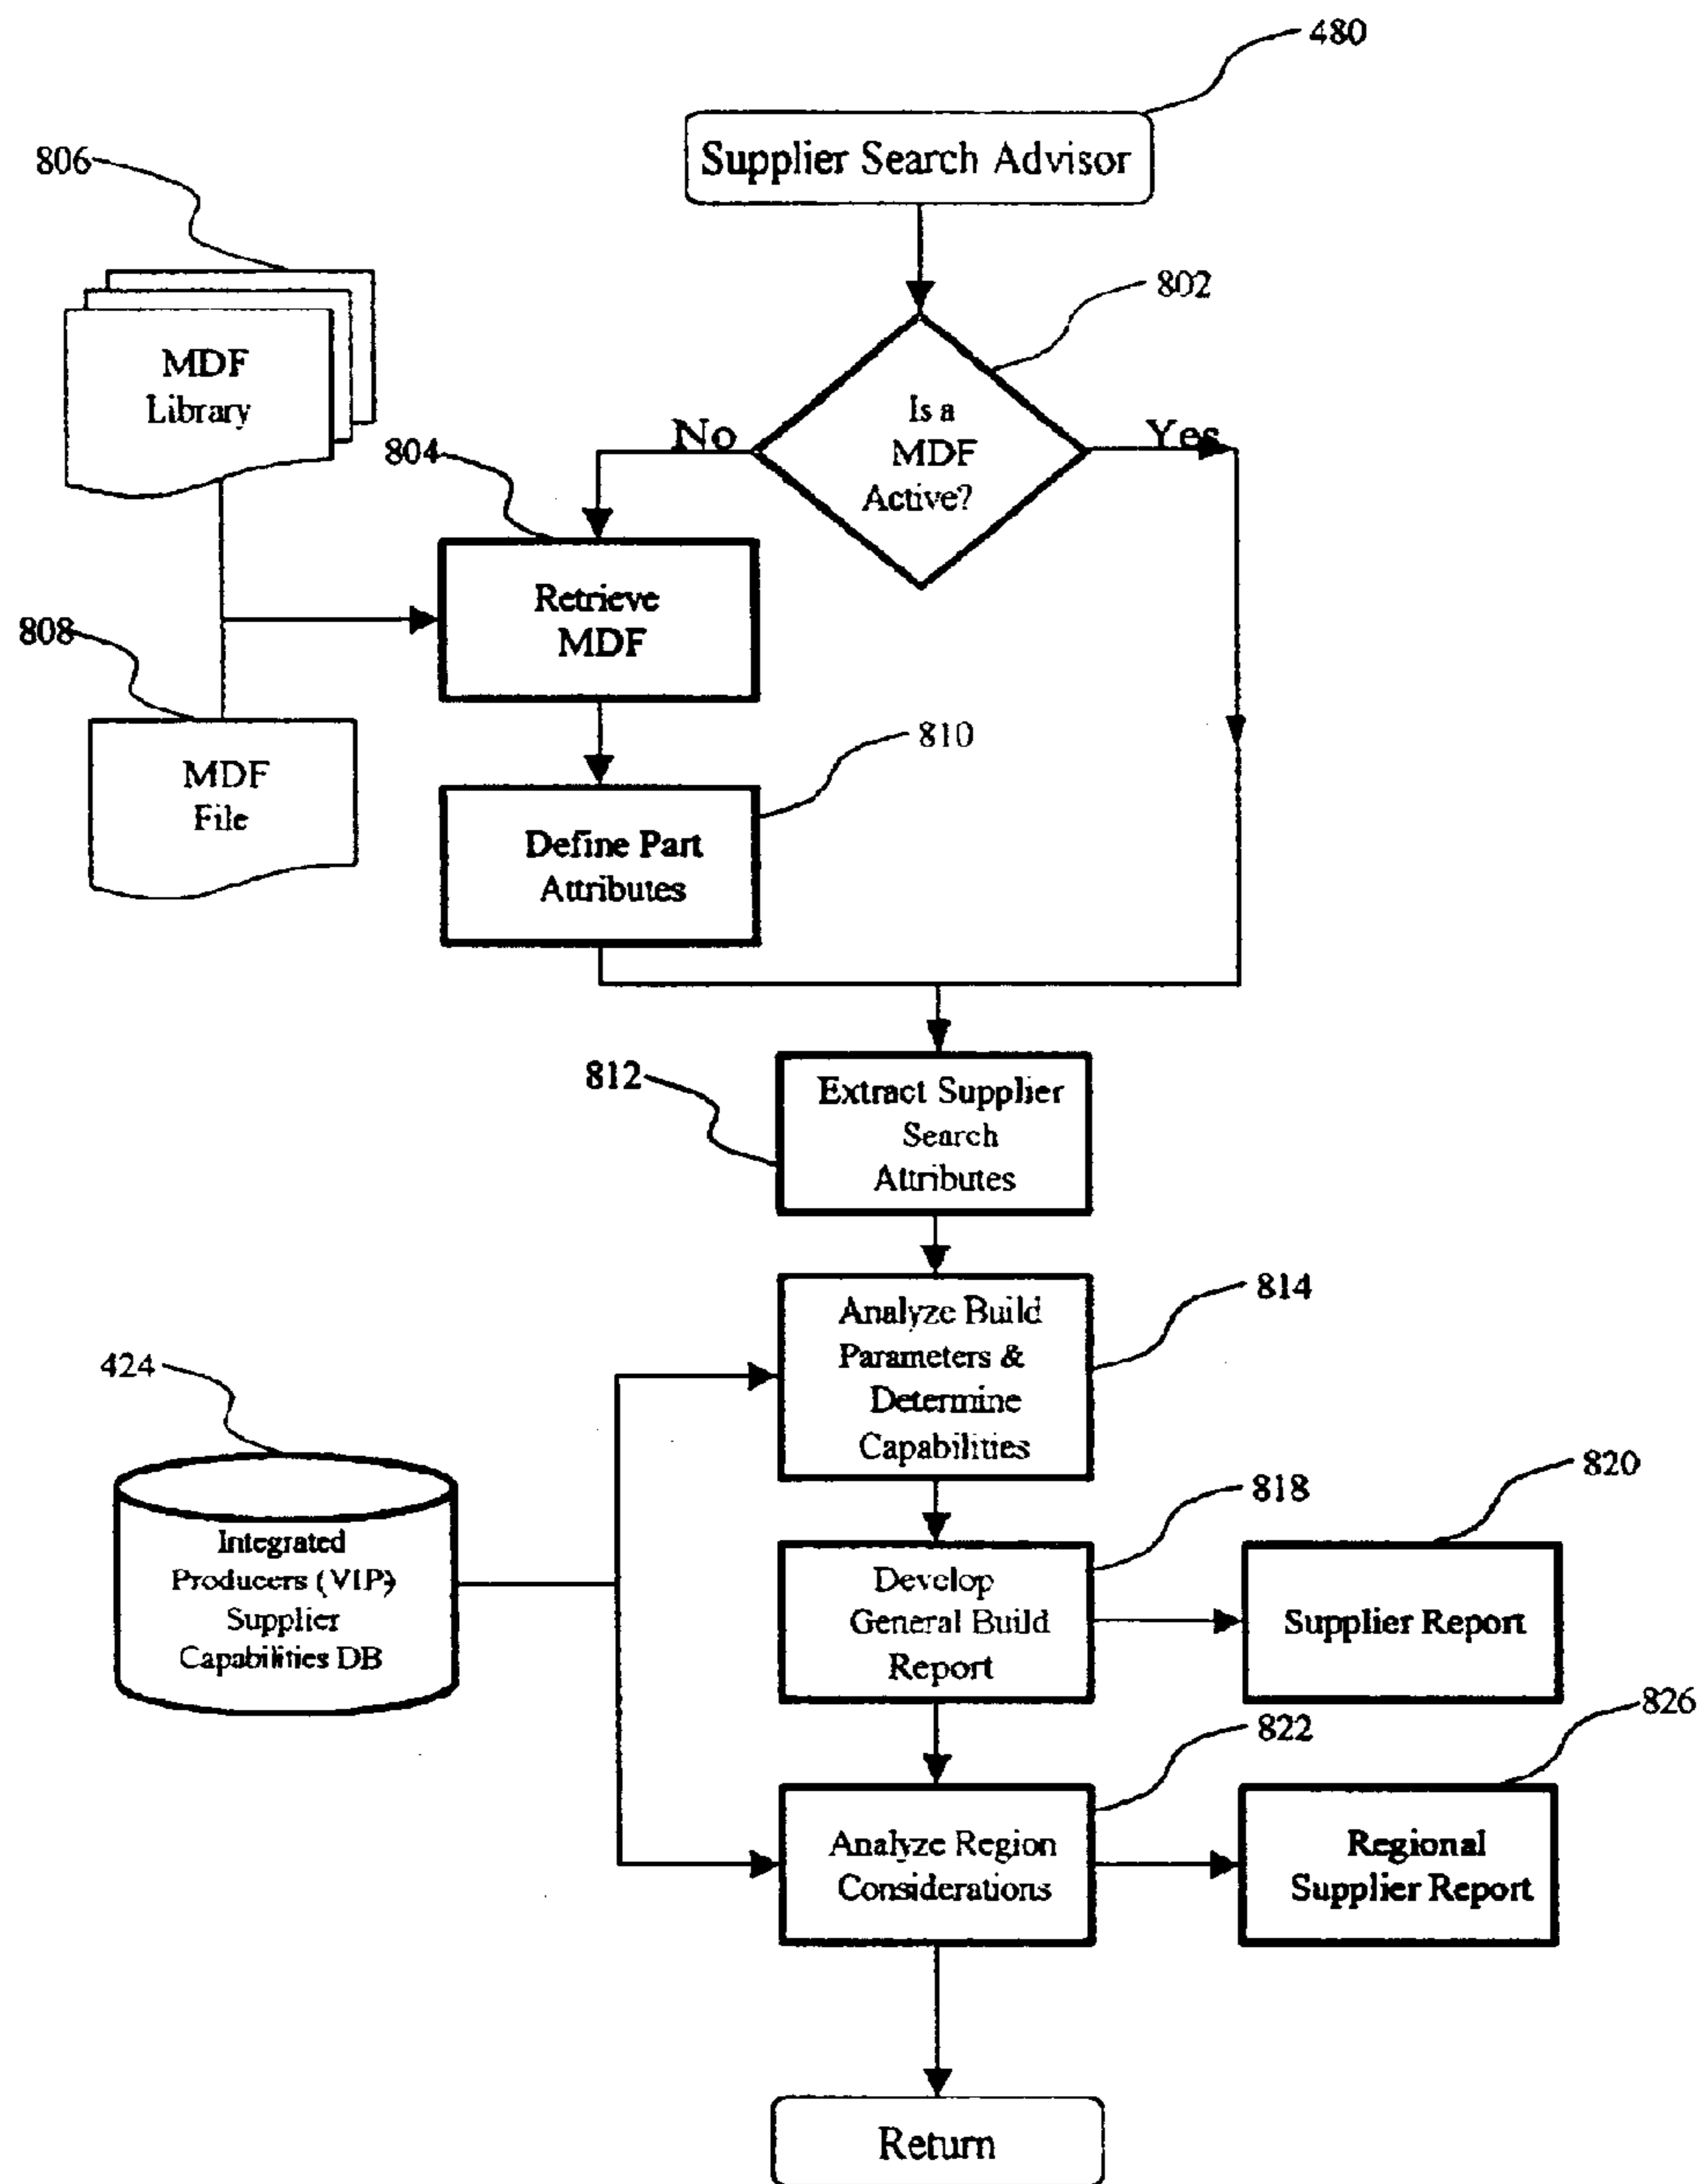 480
Supplier Search Advisor
806
802
MDF
Library
Is a
MDF
Active?
No
Yes
804
Retrieve
MDF
808
MDF
File
810
Define Part
Attributes
812
Extract Supplier
Search
Attributes
814
Analyze Build
Parameters &
Determine
Capabilities
424
Integrated
Producers (VIP)
Supplier
Capabilities DB
818
Develop
General Build
Report
820
Supplier Report
822
Analyze Region
Considerations
826
Regional
Supplier Report
Return